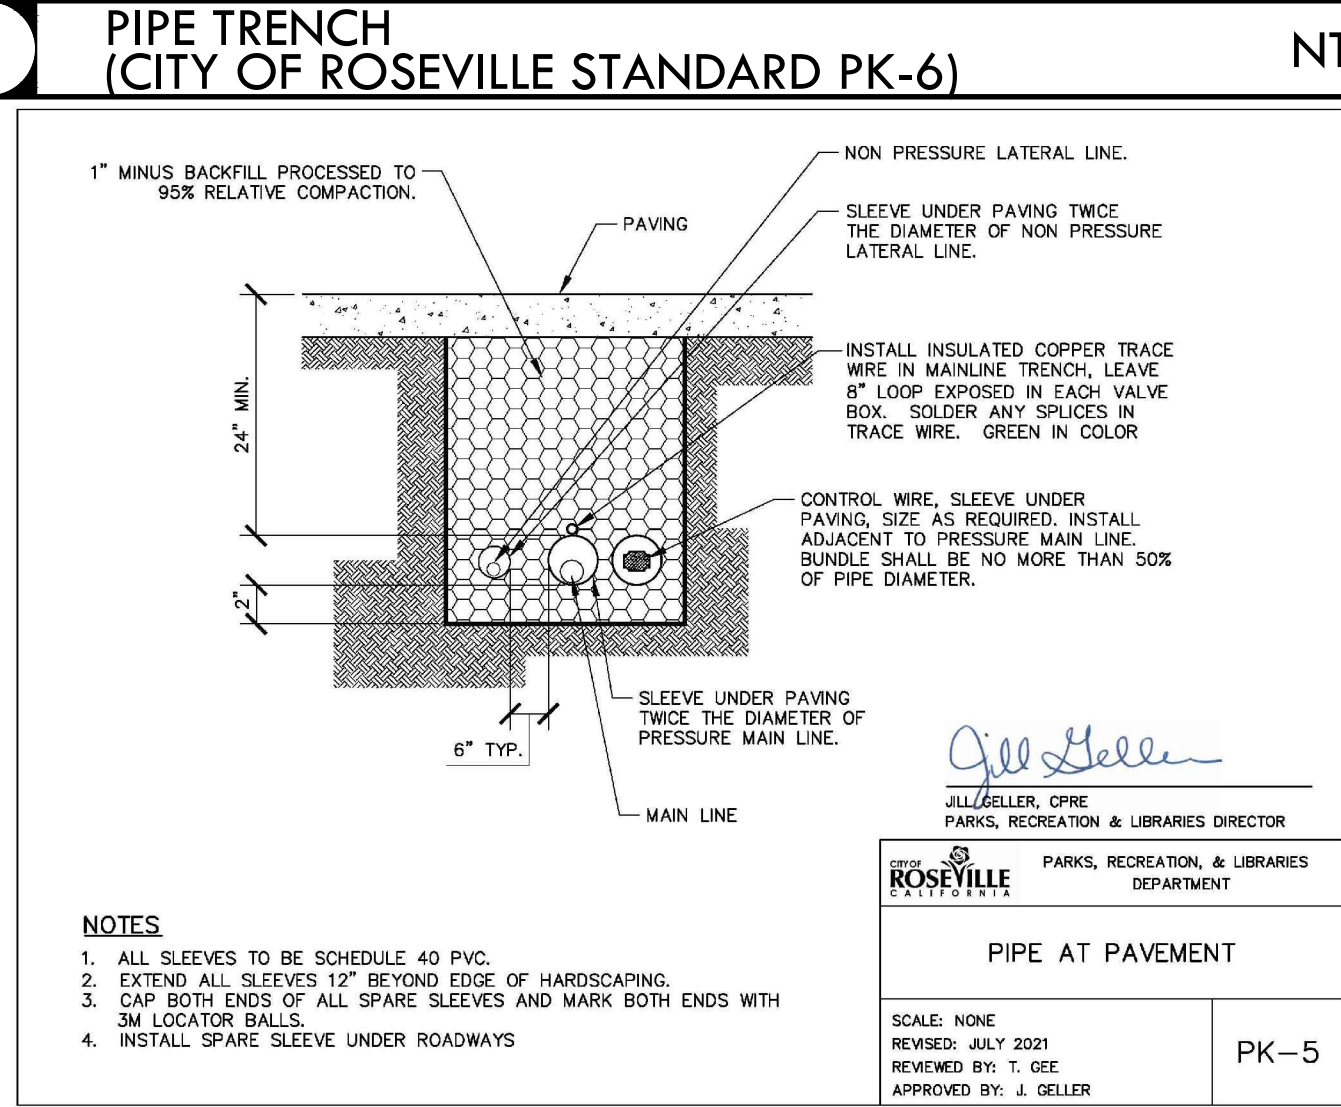 PIPE TRENCH
(CITY OF ROSEVILLE STANDARD PK-6)
NT
1" MINUS BACKFILL PROCESSED TO
95% RELATIVE COMPACTION.
PAVING
NON PRESSURE LATERAL LINE.
SLEEVE UNDER PAVING TWICE
THE DIAMETER OF NON PRESSURE
LATERAL LINE.
INSTALL INSULATED COPPER TRACE
WIRE IN MAINLINE TRENCH, LEAVE
8" LOOP EXPOSED IN EACH VALVE
BOX. SOLDER ANY SPLICES IN
TRACE WIRE. GREEN IN COLOR
24" MIN.
CONTROL WIRE, SLEEVE UNDER
PAVING, SIZE AS REQUIRED. INSTALL
ADJACENT TO PRESSURE MAIN LINE.
BUNDLE SHALL BE NO MORE THAN 50%
OF PIPE DIAMETER.
2"
6" TYP.
SLEEVE UNDER PAVING
TWICE THE DIAMETER OF
PRESSURE MAIN LINE.
MAIN LINE
Jill Geller
JILL GELLER, CPRE
PARKS, RECREATION & LIBRARIES DIRECTOR
CITY OF
ROSEVILLE
CALIFORNIA
PARKS, RECREATION, & LIBRARIES
DEPARTMENT
PIPE AT PAVEMENT
SCALE: NONE
REVISED: JULY 2021
REVIEWED BY: T. GEE
APPROVED BY: J. GELLER
PK-5
NOTES
1. ALL SLEEVES TO BE SCHEDULE 40 PVC.
2. EXTEND ALL SLEEVES 12" BEYOND EDGE OF HARDSCAPING.
3. CAP BOTH ENDS OF ALL SPARE SLEEVES AND MARK BOTH ENDS WITH
3M LOCATOR BALLS.
4. INSTALL SPARE SLEEVE UNDER ROADWAYS